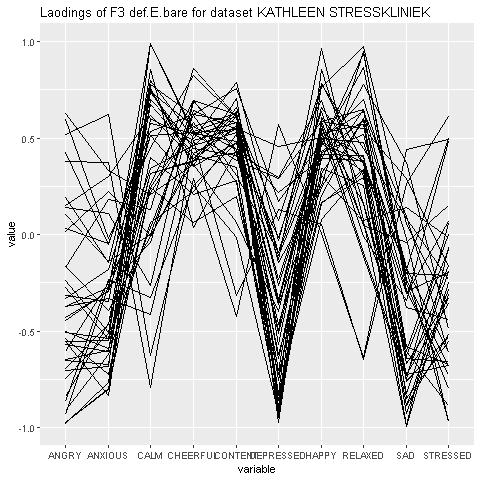 Laodings of F3 def.E.bare for dataset KATHLEEN STRESSKLINIEK
1.0
0.5
0.0
-0.5
-1.0
value
ANGRY ANXIOUS CALM CHEERFUL CONTENT DEPRESSED HAPPY RELAXED SAD STRESSED
variable